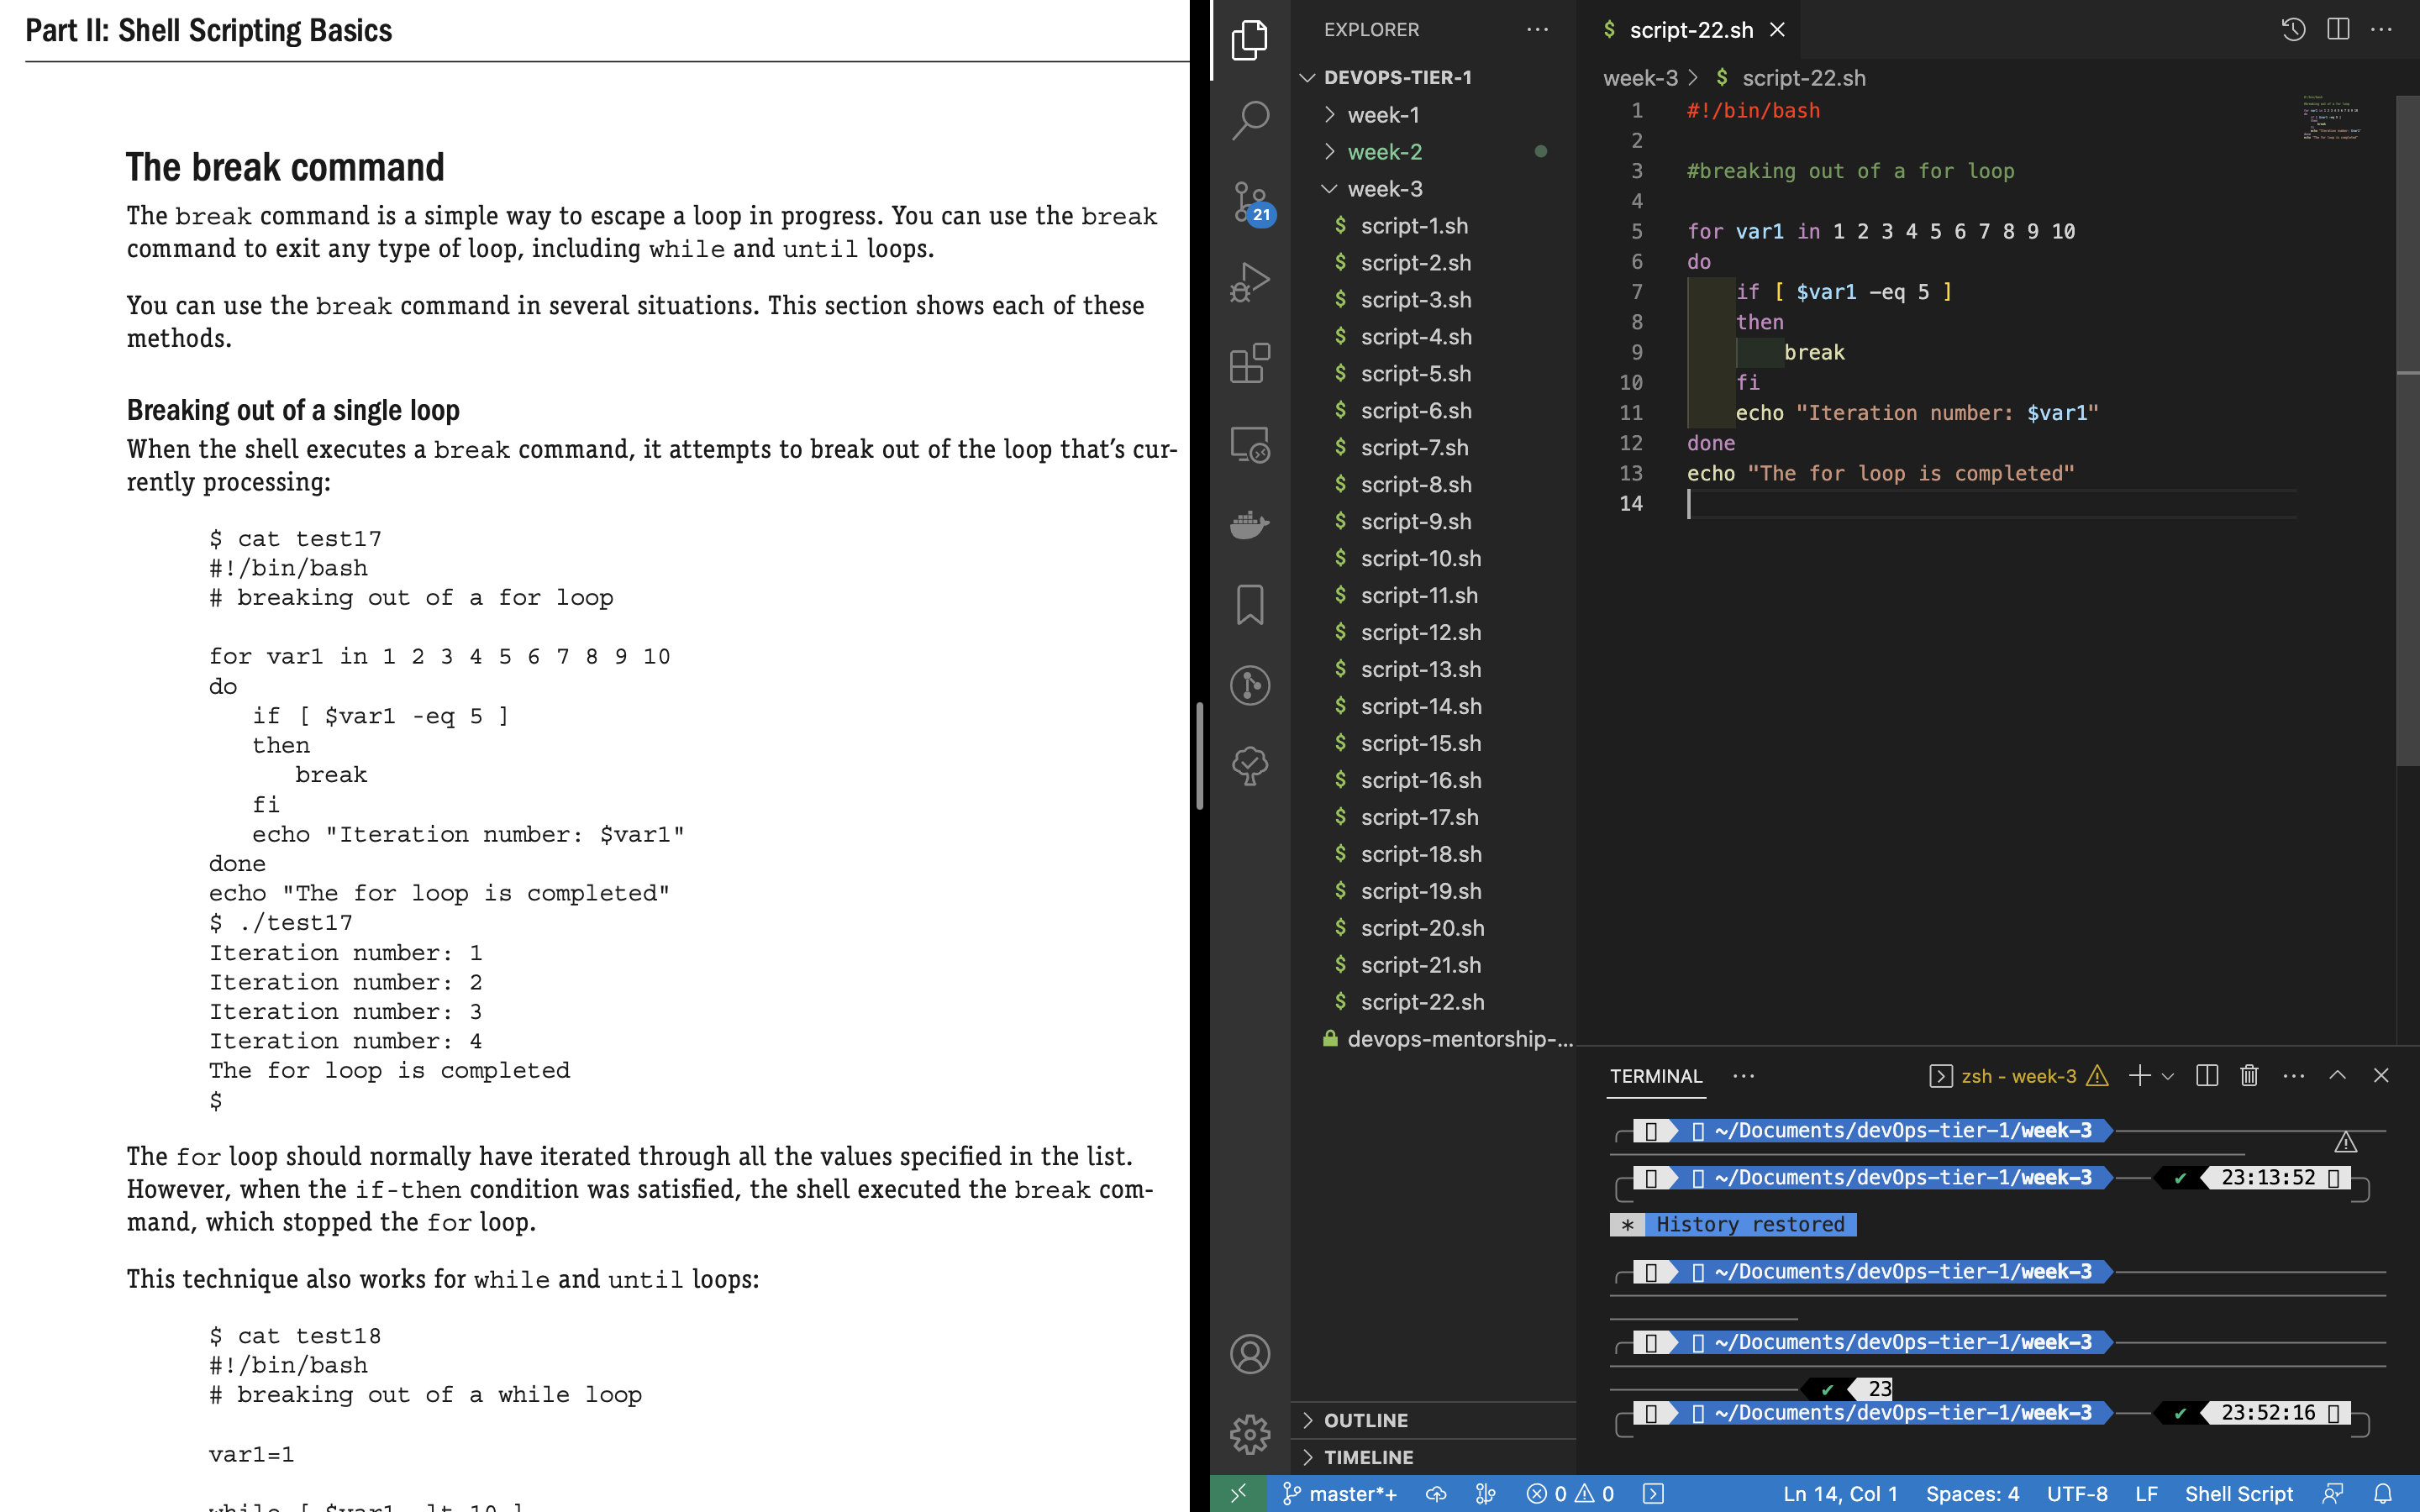 Part II: Shell Scripting Basics
The break command
The break command is a simple way to escape a loop in progress. You can use the break
command to exit any type of loop, including while and until loops.
You can use the break command in several situations. This section shows each of these
methods.
Breaking out of a single loop
When the shell executes a break command, it attempts to break out of the loop that's cur-
rently processing:
$ cat test17
#!/bin/bash
# breaking out of a for loop
for var1 in 1 2 3 4 5 6 7 8 9 10
do
if [ $var1 -eq 5 ]
then
break
fi
echo "Iteration number: $var1"
done
echo "The for loop is completed"
$ ./test17
Iteration number: 1
Iteration number: 2
Iteration number: 3
Iteration number: 4
The for loop is completed
$
The for loop should normally have iterated through all the values specified in the list.
However, when the if-then condition was satisfied, the shell executed the break com-
mand, which stopped the for loop.
This technique also works for while and until loops:
$ cat test18
#!/bin/bash
# breaking out of a while loop
var1=1
while [ $var1 -lt 10 ]
21
EXPLORER
DEVOPS-TIER-1
week-1
week-2
week-3
$ script-1.sh
$ script-2.sh
$ script-3.sh
$ script-4.sh
$ script-5.sh
$ script-6.sh
$ script-7.sh
$ script-8.sh
$ script-9.sh
$ script-10.sh
$ script-11.sh
$ script-12.sh
$ script-13.sh
$ script-14.sh
$ script-15.sh
$ script-16.sh
$ script-17.sh
$ script-18.sh
$ script-19.sh
$ script-20.sh
$ script-21.sh
$ script-22.sh
devops-mentorship-...
OUTLINE
TIMELINE
$ script-22.sh
week-3 > $ script-22.sh
1 #!/bin/bash
2
3 #breaking out of a for loop
4
5 for var1 in 1 2 3 4 5 6 7 8 9 10
6 do
7 if [ $var1 -eq 5 ]
8 then
9 break
10 fi
11 echo "Iteration number: $var1"
12 done
13 echo "The for loop is completed"
14
TERMINAL
zsh - week-3
~/Documents/devOps-tier-1/week-3
~/Documents/devOps-tier-1/week-3 ✔ 23:13:52
* History restored
~/Documents/devOps-tier-1/week-3
~/Documents/devOps-tier-1/week-3
✔ 23
~/Documents/devOps-tier-1/week-3 ✔ 23:52:16
master*+ 0 0 Ln 14, Col 1 Spaces: 4 UTF-8 LF Shell Script